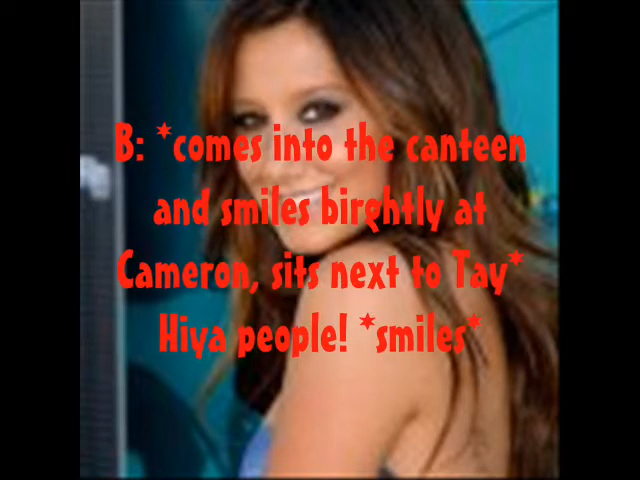 B: *comes into the canteen
and smiles birghtly at
Cameron, sits next to Tay*
Hiya people! *smiles*